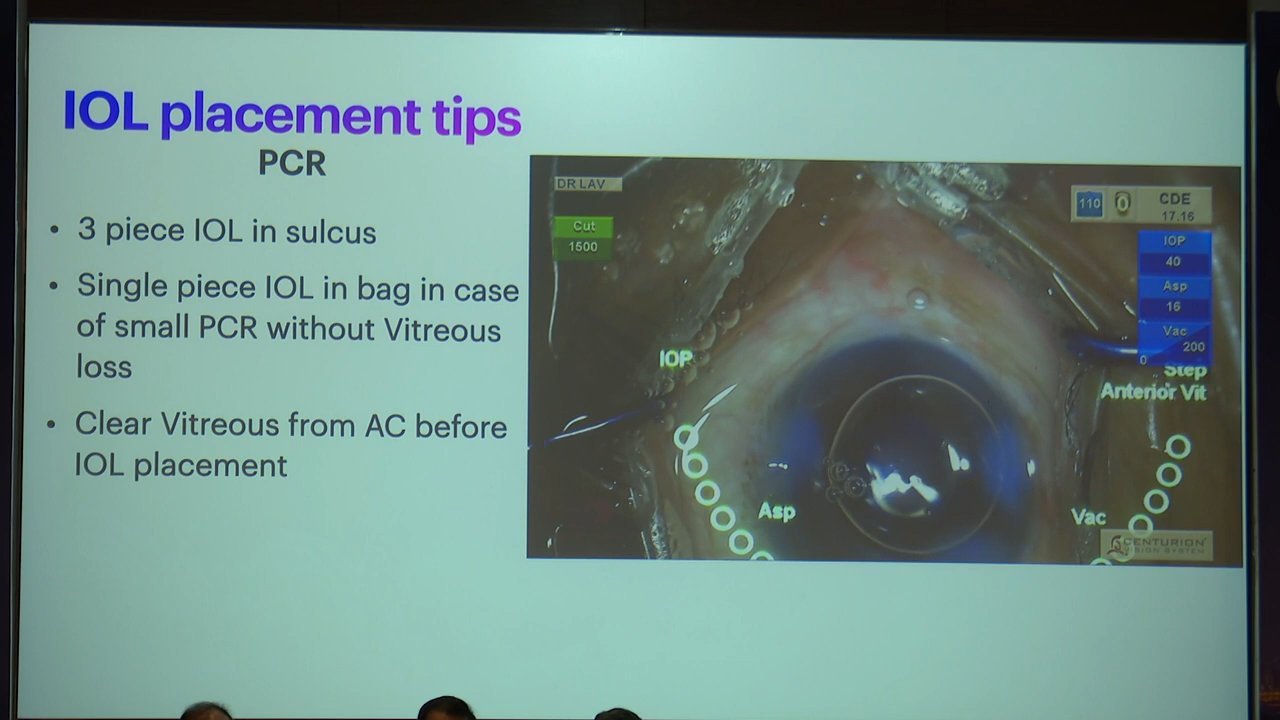 IOL placement tips
PCR
• 3 piece IOL in sulcus
• Single piece IOL in bag in case
of small PCR without Vitreous
loss
• Clear Vitreous from AC before
IOL placement
DR LAV
Cut
1500
110 0 CDE
17.16
IOP
40
Asp
16
Vac
200
0
Step
Anterior Vit
IOP
Asp
Vac
CENTURION
VISION SYSTEM